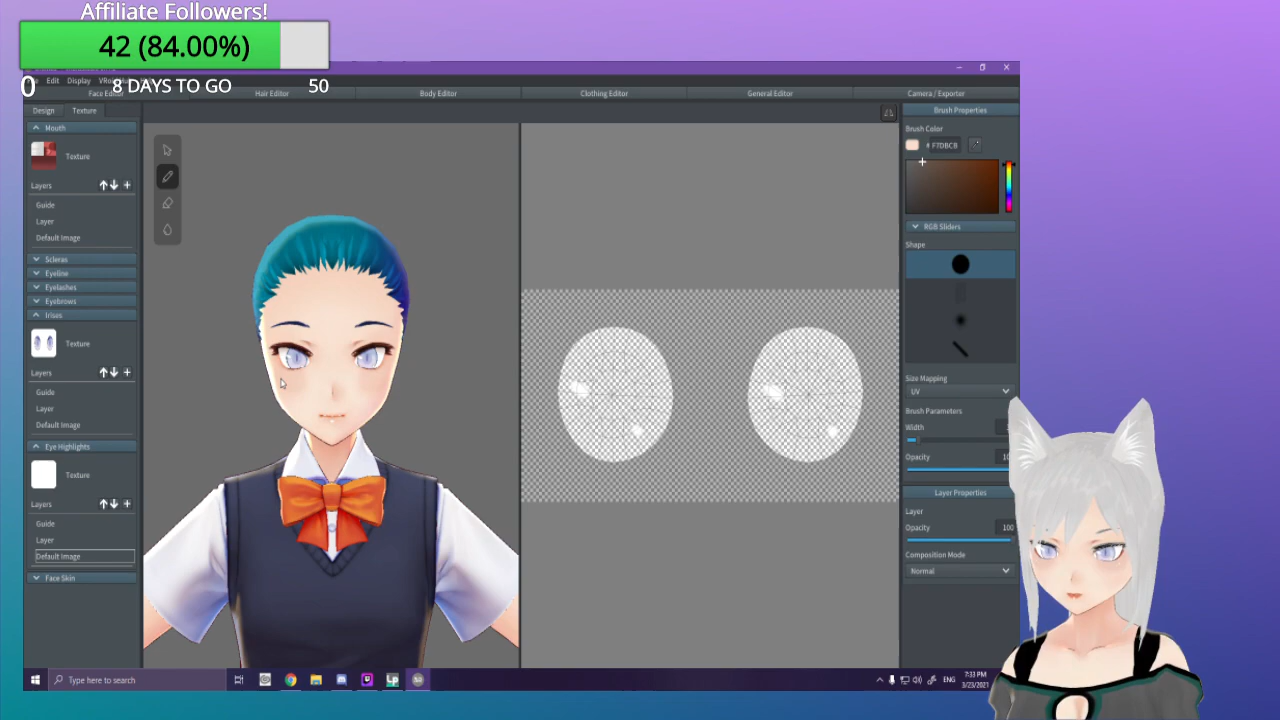 Affiliate Followers!
42 (84.00%)
0
8 DAYS TO GO
50
Edit
Display
Face Editor
Hair Editor
Body Editor
Clothing Editor
General Editor
Camera / Exporter
Design
Texture
Mouth
Texture
Layers
Guide
Layer
Default Image
Scleras
Eyeline
Eyelashes
Eyebrows
Irises
Texture
Layers
Guide
Layer
Default Image
Eye Highlights
Texture
Layers
Guide
Layer
Default Image
Face Skin
Brush Properties
Brush Color
# F7DBCB
RGB Sliders
Shape
Size Mapping
UV
Brush Parameters
Width
Opacity
Layer Properties
Layer
Opacity
100
Composition Mode
Normal
Type here to search
ENG
7:33 PM
3/23/2021